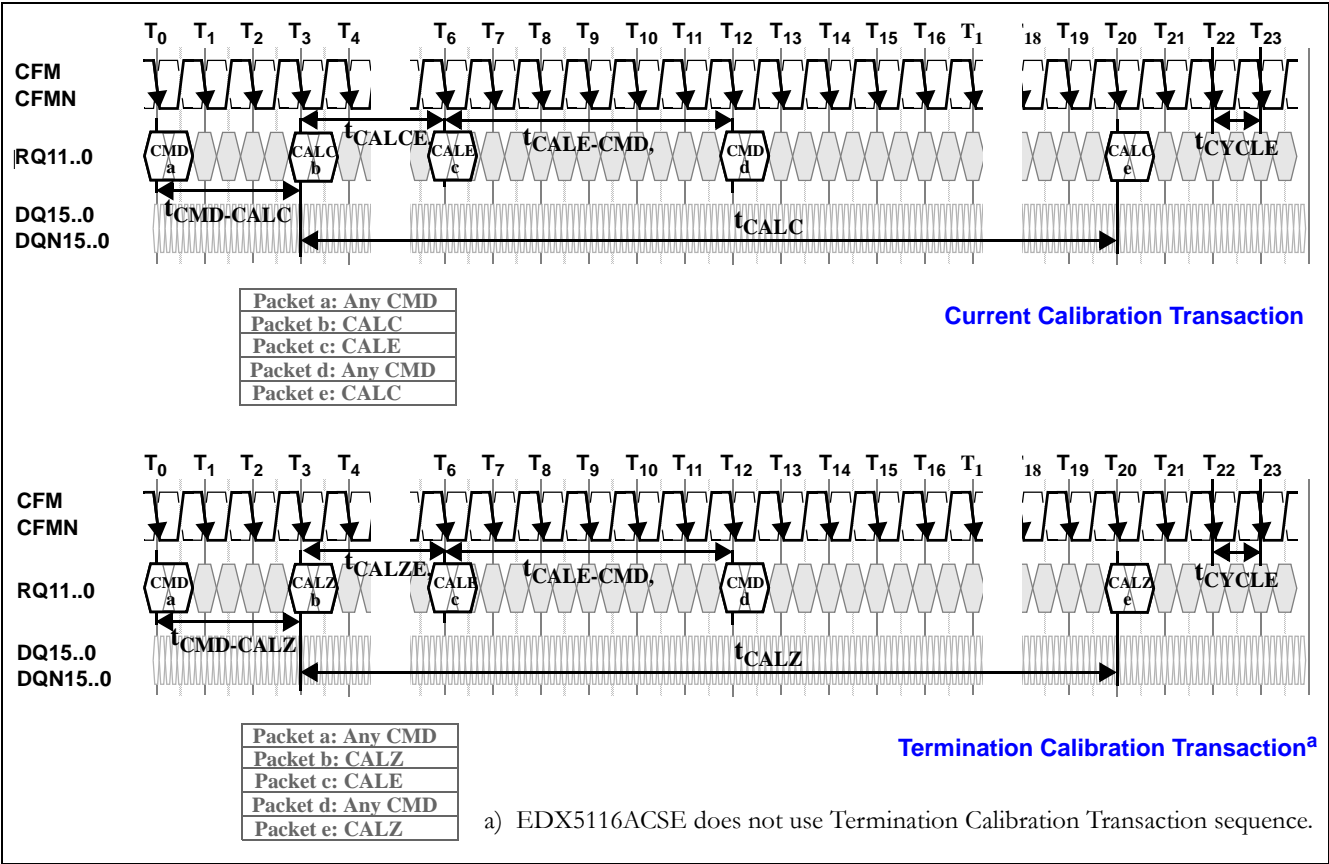 T0 T1 T2 T3 T4 T6 T7 T8 T9 T10 T11 T12 T13 T14 T15 T16 T1 18 T19 T20 T21 T22 T23
CFM
CFMN
tCALCE, tCALE-CMD, tCYCLE
RQ11..0
CMD a CALC b CALE c CMD d CALC e
tCMD-CALC
DQ15..0
DQN15..0
tCALC
Packet a: Any CMD
Packet b: CALC
Packet c: CALE
Packet d: Any CMD
Packet e: CALC
Current Calibration Transaction
T0 T1 T2 T3 T4 T6 T7 T8 T9 T10 T11 T12 T13 T14 T15 T16 T1 18 T19 T20 T21 T22 T23
CFM
CFMN
tCALZE, tCALE-CMD, tCYCLE
RQ11..0
CMD a CALZ b CALE c CMD d CALZ e
tCMD-CALZ
DQ15..0
DQN15..0
tCALZ
Packet a: Any CMD
Packet b: CALZ
Packet c: CALE
Packet d: Any CMD
Packet e: CALZ
Termination Calibration Transactiona
a) EDX5116ACSE does not use Termination Calibration Transaction sequence.